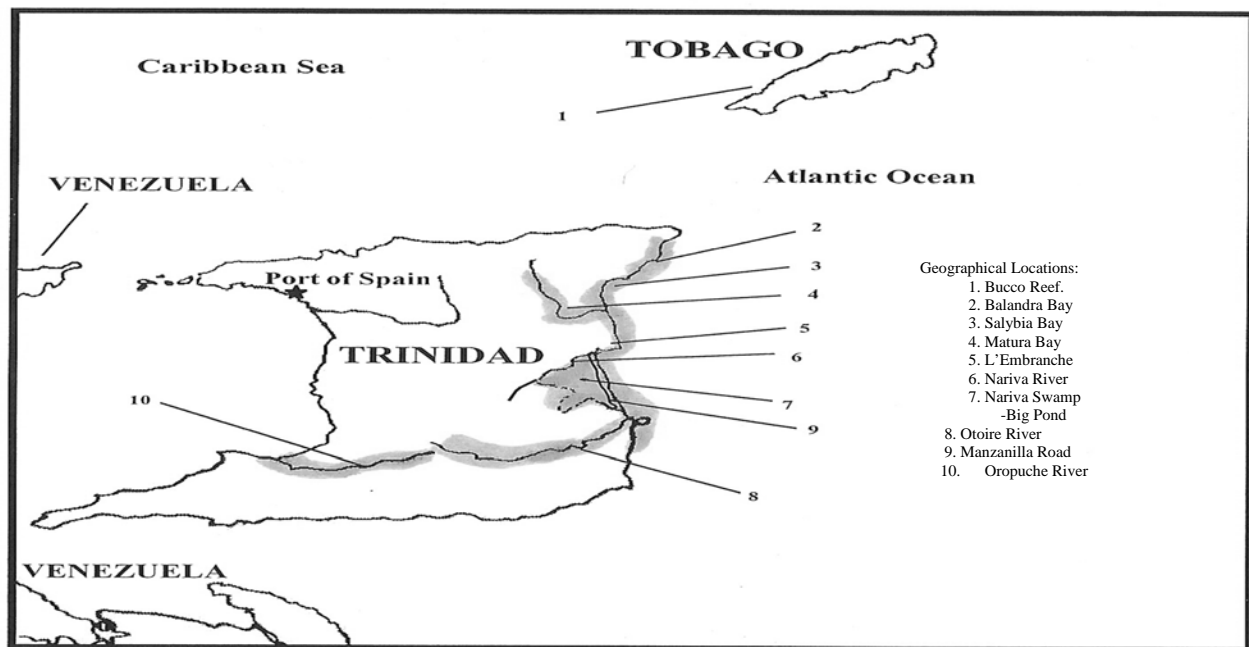 TOBAGO
Caribbean Sea
1
VENEZUELA
Atlantic Ocean
2
3
Port of Spain
4
5
TRINIDAD
6
7
10
9
8
VENEZUELA
Geographical Locations:
1. Bucco Reef.
2. Balandra Bay
3. Salybia Bay
4. Matura Bay
5. L’Embranche
6. Nariva River
7. Nariva Swamp
-Big Pond
8. Otoire River
9. Manzanilla Road
10. Oropuche River